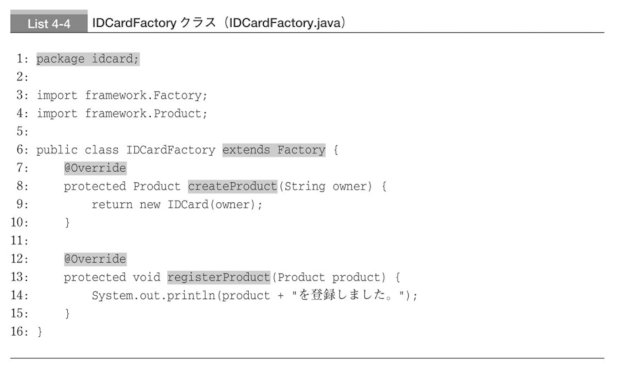 List 4-4 IDCardFactory クラス（IDCardFactory.java）
1: package idcard;
2:
3: import framework.Factory;
4: import framework.Product;
5:
6: public class IDCardFactory extends Factory {
7:     @Override
8:     protected Product createProduct(String owner) {
9:         return new IDCard(owner);
10:     }
11:
12:     @Override
13:     protected void registerProduct(Product product) {
14:         System.out.println(product + "を登録しました。");
15:     }
16: }